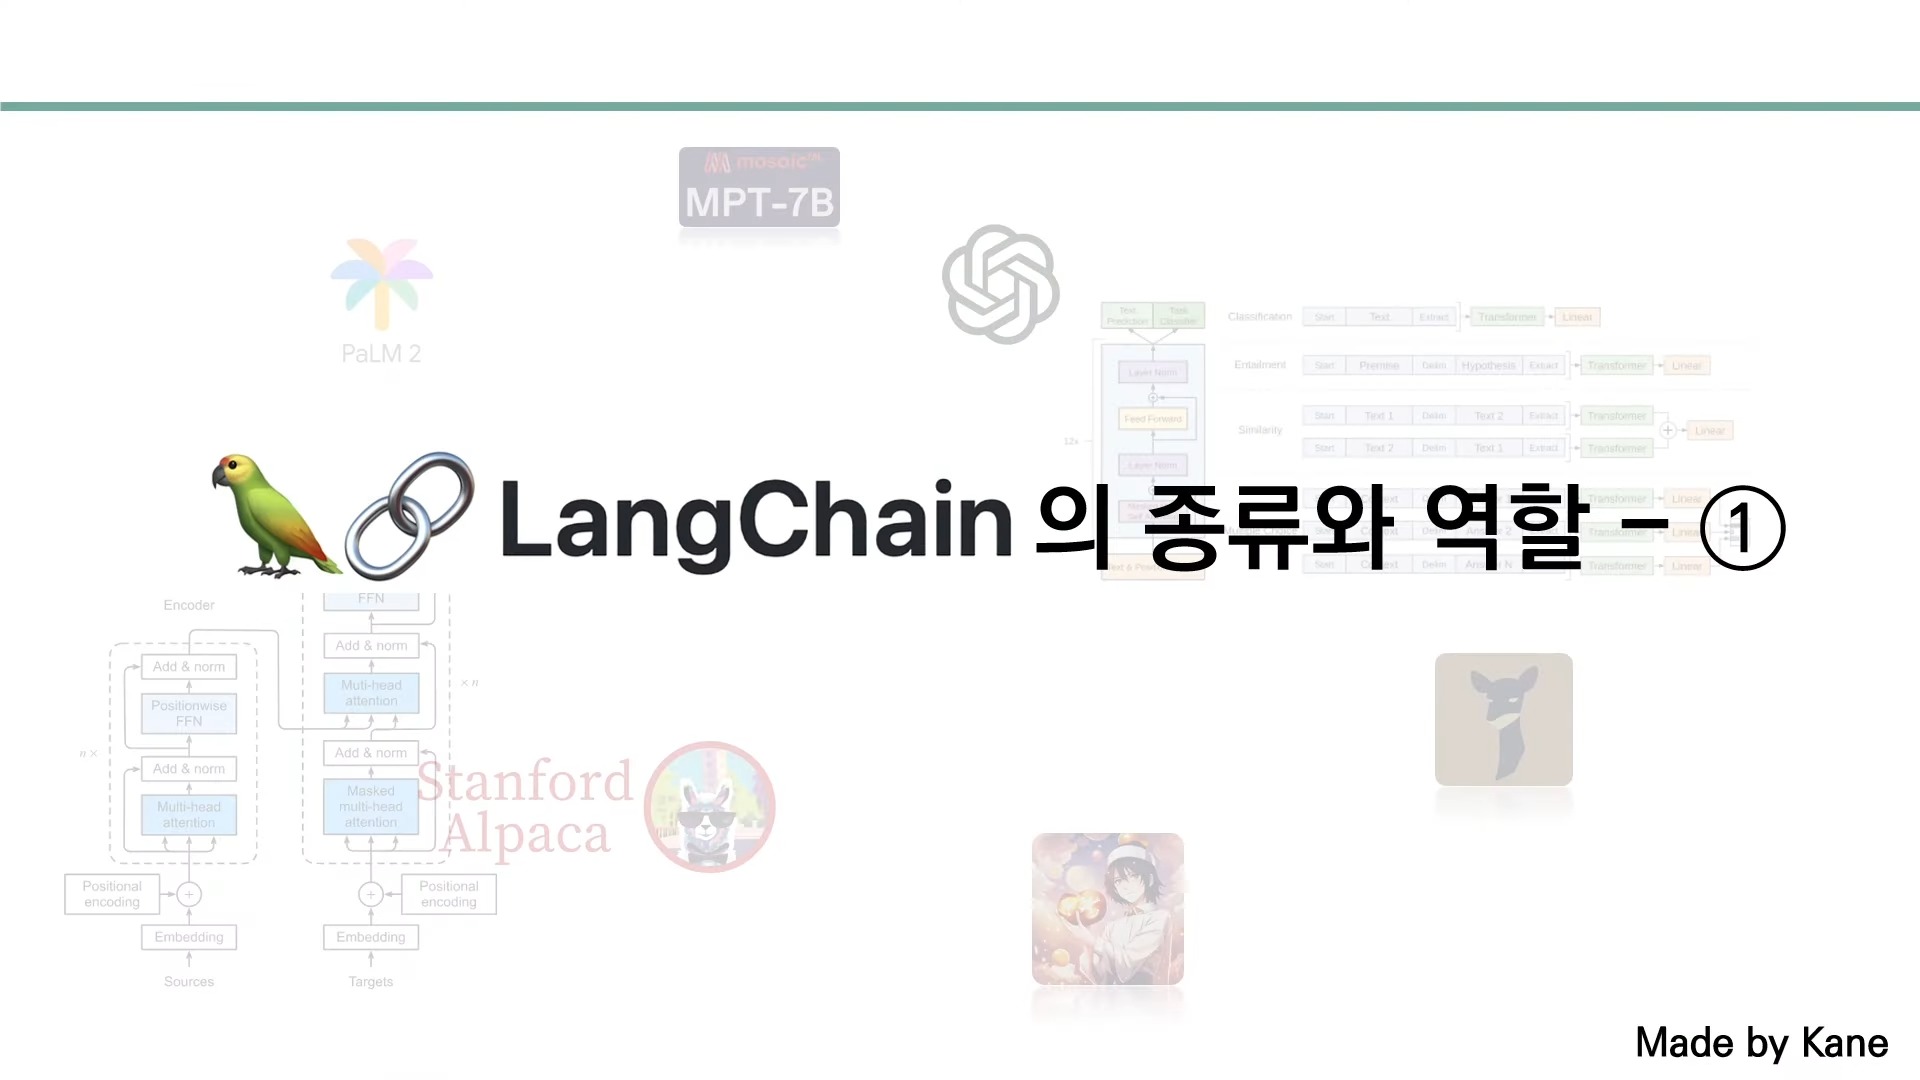 mosaic
MPT-7B
PaLM 2
Text Prediction
Task Classifier
Classification Start Text Extract Transformer Linear
Layer Norm
Entailment Start Premise Delim Hypothesis Extract Transformer Linear
Feed Forward
Similarity
Start Text 1 Delim Text 2 Extract Transformer
Linear
Start Text 2 Delim Text 1 Extract Transformer
12x
Layer Norm
LangChain 의 종류와 역할 - ①
Transformer Linear
Transformer Linear
Context Delim Answer N Transformer Linear
Encoder
FFN
Add & norm
Add & norm
Muti-head
attention
× n
Positionwise
FFN
Add & norm
n ×
Add & norm
Multi-head
attention
Masked
multi-head
attention
Stanford
Alpaca
Positional
encoding
Positional
encoding
Embedding
Embedding
Sources
Targets
Made by Kane